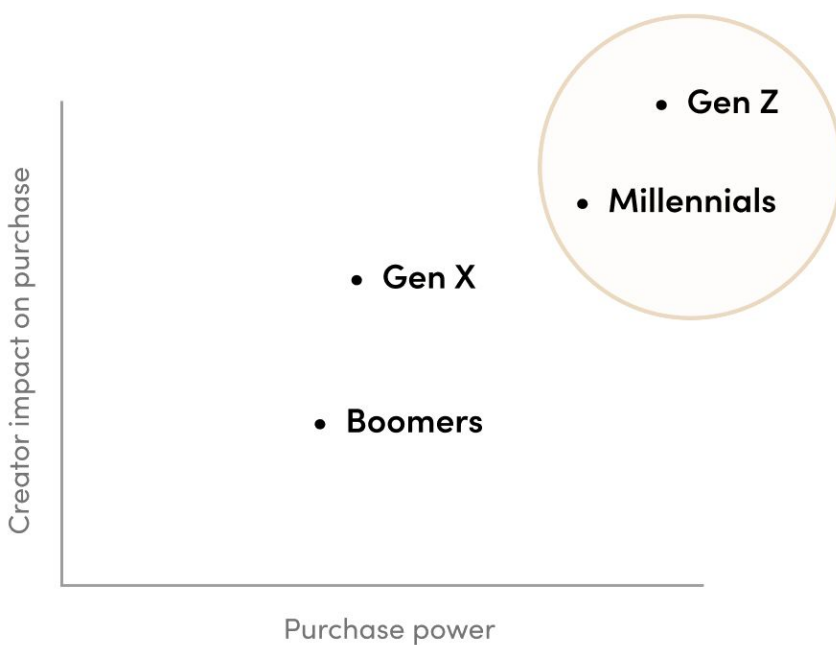 Gen Z
Millennials
Gen X
Boomers
Creator impact on purchase
Purchase power